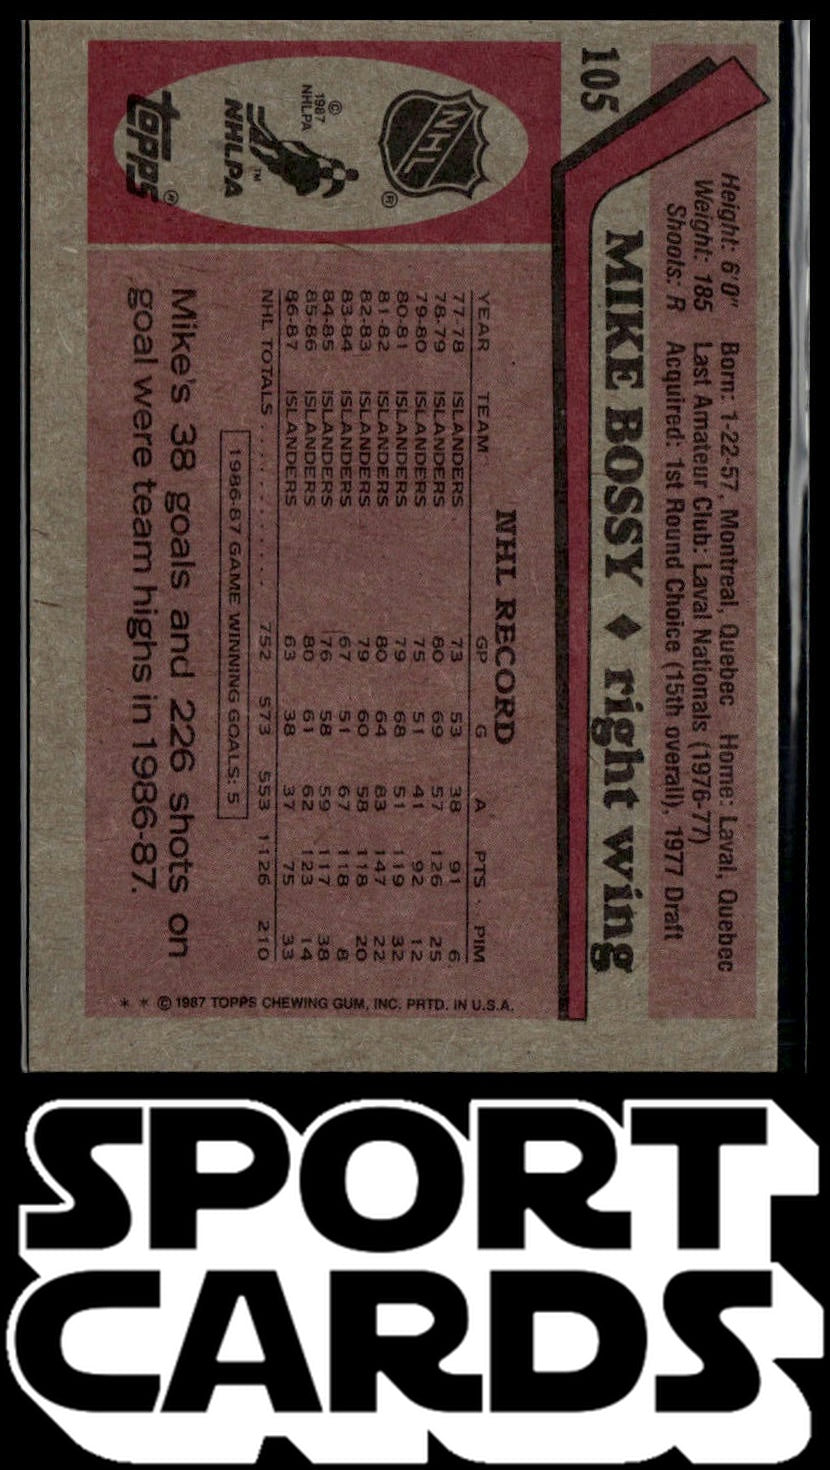 105
Height: 6'0" Born: 1-22-57, Montreal, Quebec Home: Laval, Quebec
Weight: 185 Last Amateur Club: Laval Nationals (1976-77)
Shoots: R Acquired: 1st Round Choice (15th overall), 1977 Draft
MIKE BOSSY ♦ right wing
NHL
®
© 1987 NHLPA
NHLPA ™
topps ®
NHL RECORD
YEAR TEAM GP G A PTS. PIM
77-78 ISLANDERS 73 53 38 91 6
78-79 ISLANDERS 80 69 57 126 25
79-80 ISLANDERS 75 51 41 92 12
80-81 ISLANDERS 79 68 51 119 32
81-82 ISLANDERS 80 64 83 147 22
82-83 ISLANDERS 79 60 58 118 20
83-84 ISLANDERS 67 51 67 118 8
84-85 ISLANDERS 76 58 59 117 38
85-86 ISLANDERS 80 61 62 123 14
86-87 ISLANDERS 63 38 37 75 33
NHL TOTALS . . . . . . . . . . . . 752 573 553 1126 210
1986-87 GAME WINNING GOALS: 5
Mike's 38 goals and 226 shots on
goal were team highs in 1986-87.
* * © 1987 TOPPS CHEWING GUM, INC. PRTD. IN U.S.A.
SPORT
CARDS